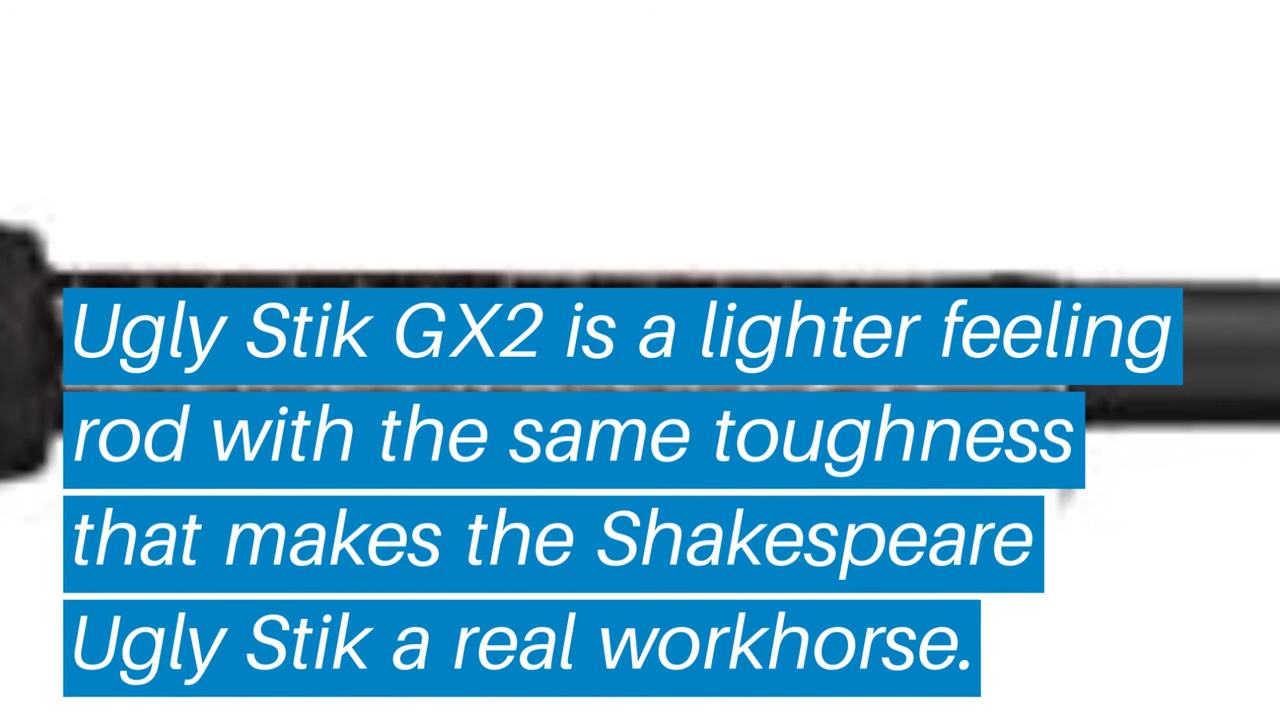 Ugly Stik GX2 is a lighter feeling
rod with the same toughness
that makes the Shakespeare
Ugly Stik a real workhorse.